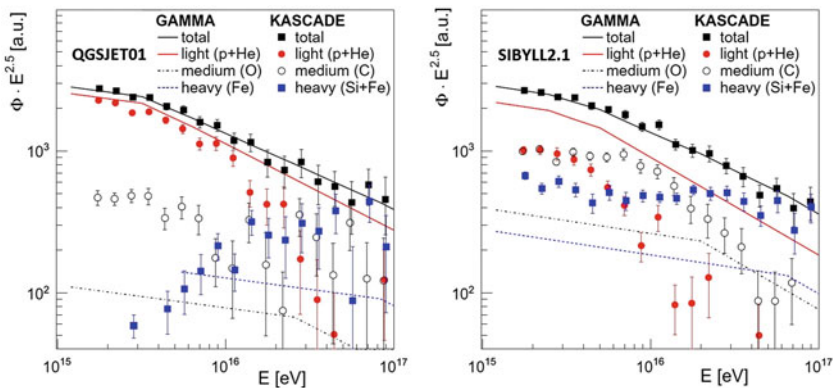 Φ · E^2.5 [a.u.]
QGSJET01
GAMMA
total
light (p+He)
medium (O)
heavy (Fe)
KASCADE
total
light (p+He)
medium (C)
heavy (Si+Fe)
10^3
10^2
10^15
10^16
10^17
E [eV]
Φ · E^2.5 [a.u.]
SIBYLL2.1
GAMMA
total
light (p+He)
medium (O)
heavy (Fe)
KASCADE
total
light (p+He)
medium (C)
heavy (Si+Fe)
10^3
10^2
10^15
10^16
10^17
E [eV]